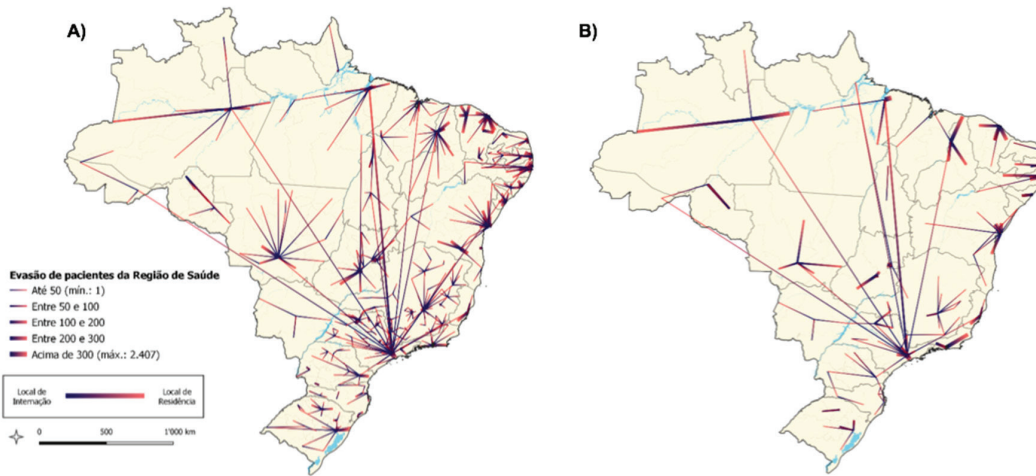 A)
B)
Evasão de pacientes da Região de Saúde
Até 50 (mín.: 1)
Entre 50 e 100
Entre 100 e 200
Entre 200 e 300
Acima de 300 (máx.: 2.407)
Local de
Internação
Local de
Residência
0 500 1'000 km